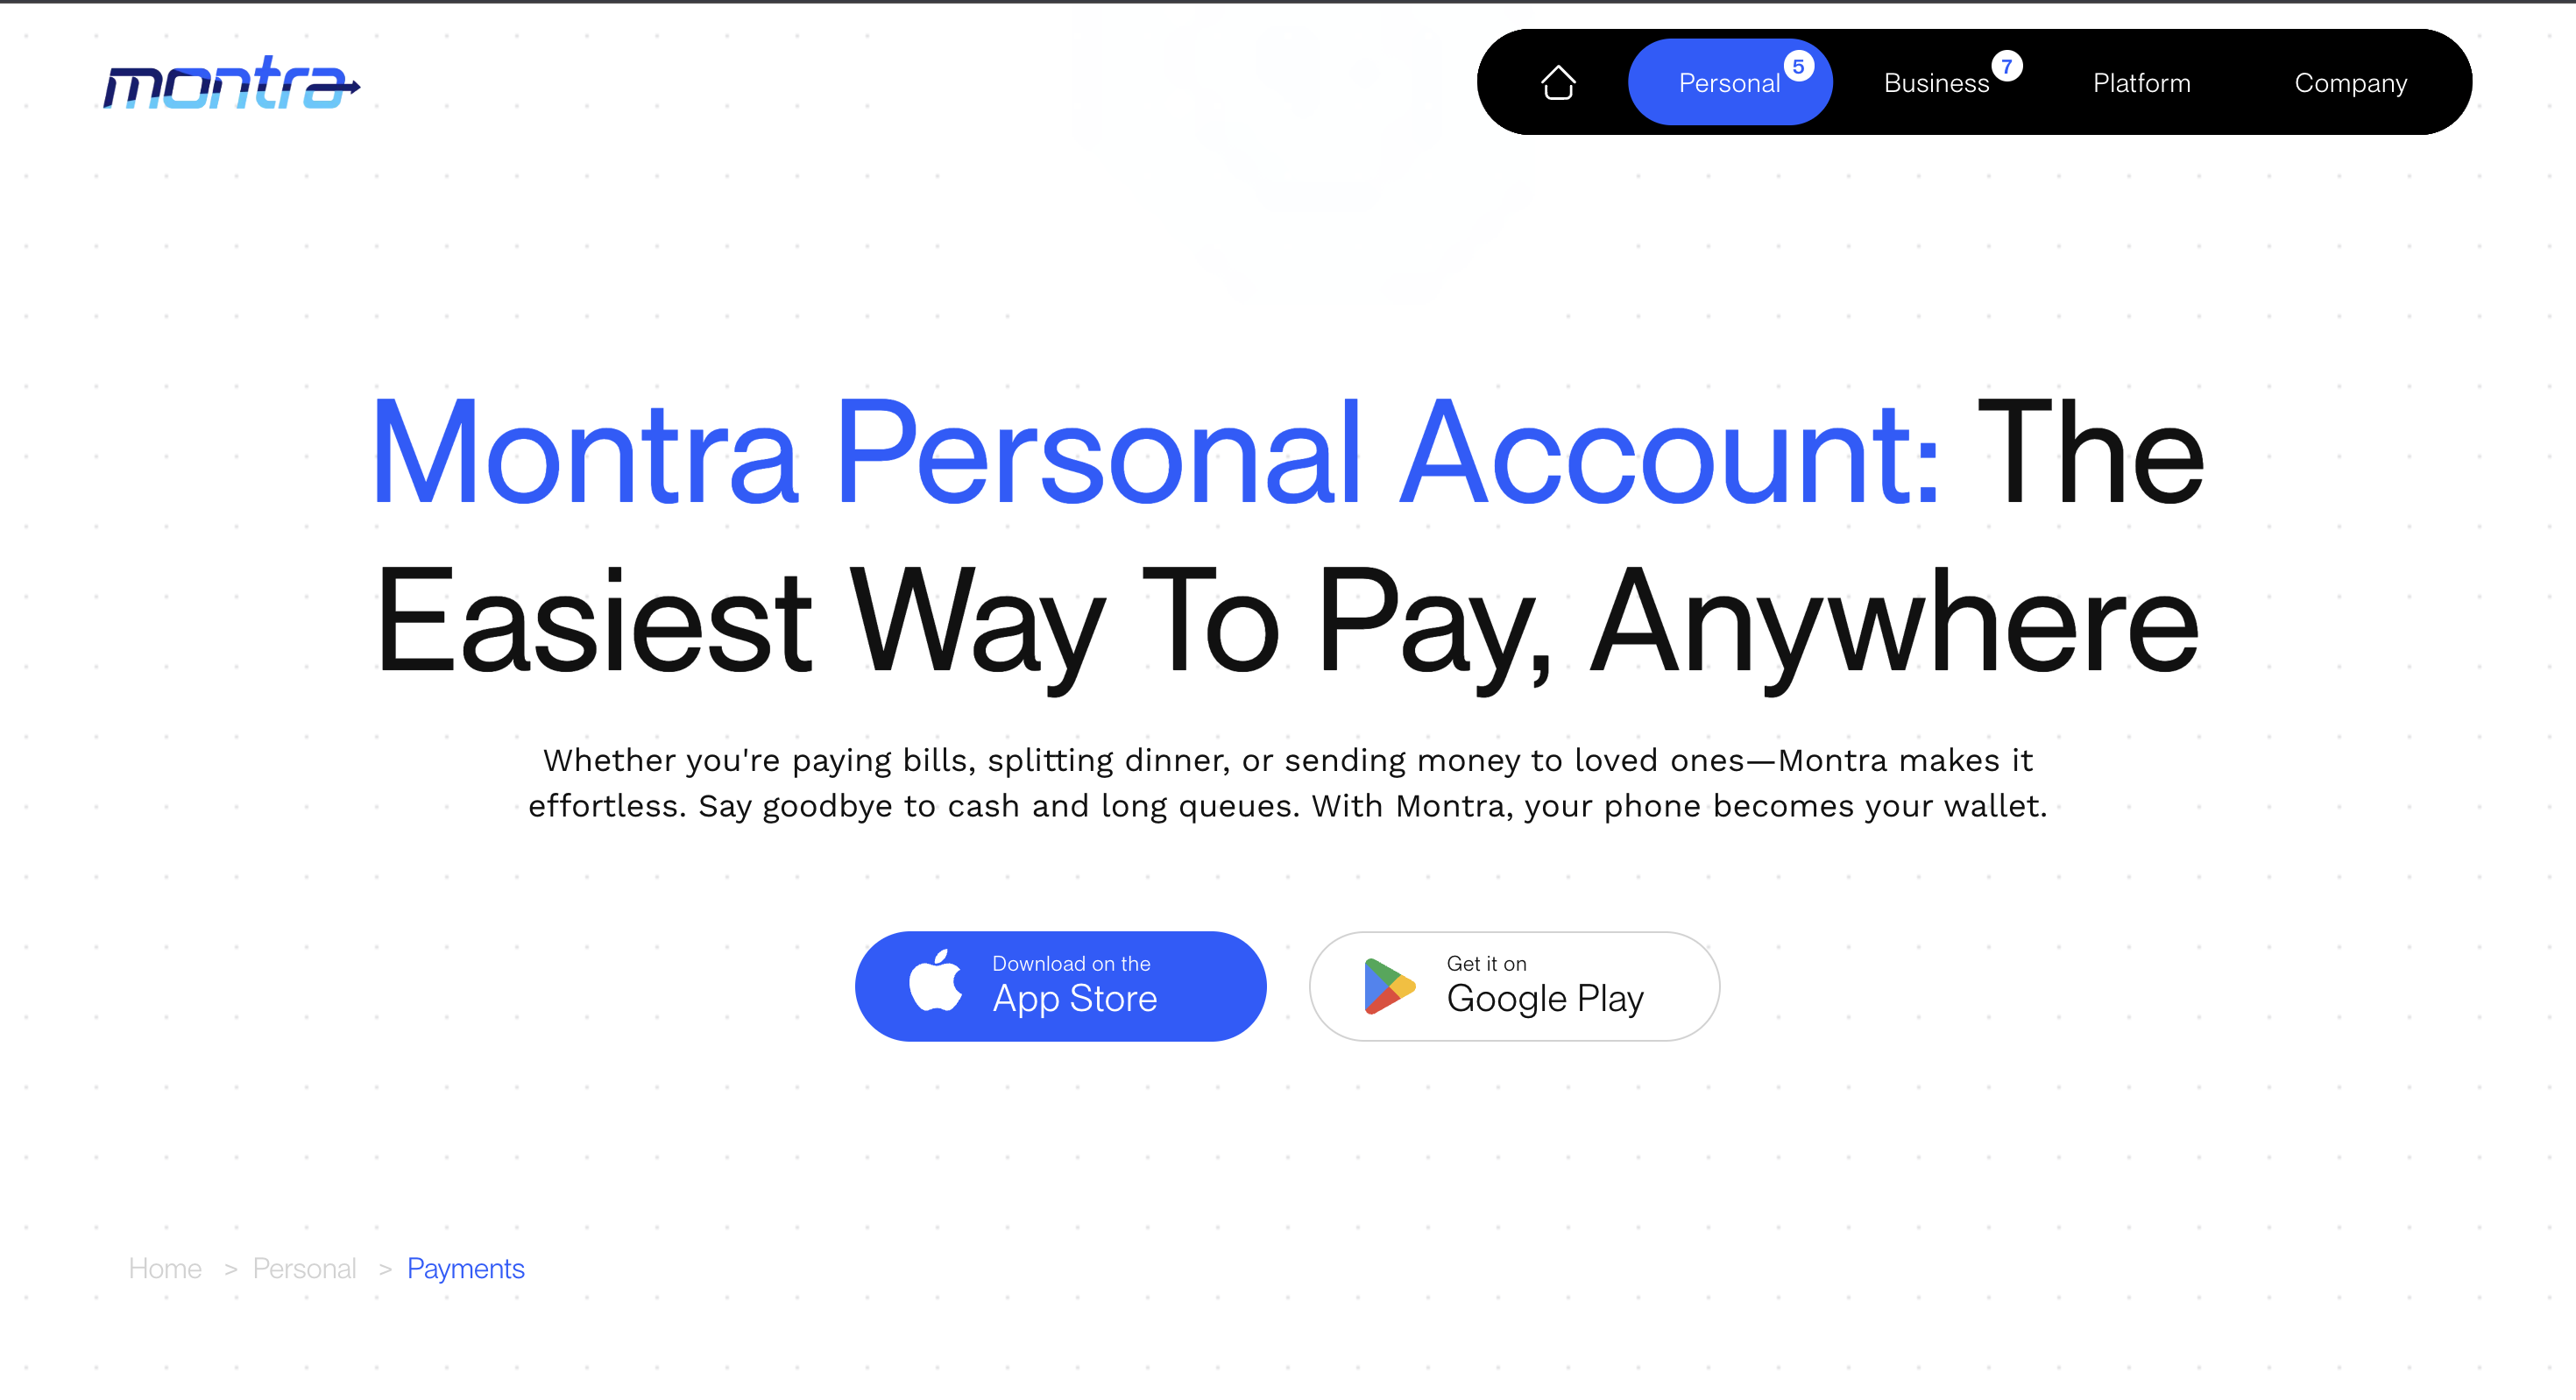 montra
Personal 5 Business 7 Platform Company
Montra Personal Account: The
Easiest Way To Pay, Anywhere
Whether you're paying bills, splitting dinner, or sending money to loved ones—Montra makes it
effortless. Say goodbye to cash and long queues. With Montra, your phone becomes your wallet.
Download on the
App Store
Get it on
Google Play
Home > Personal > Payments